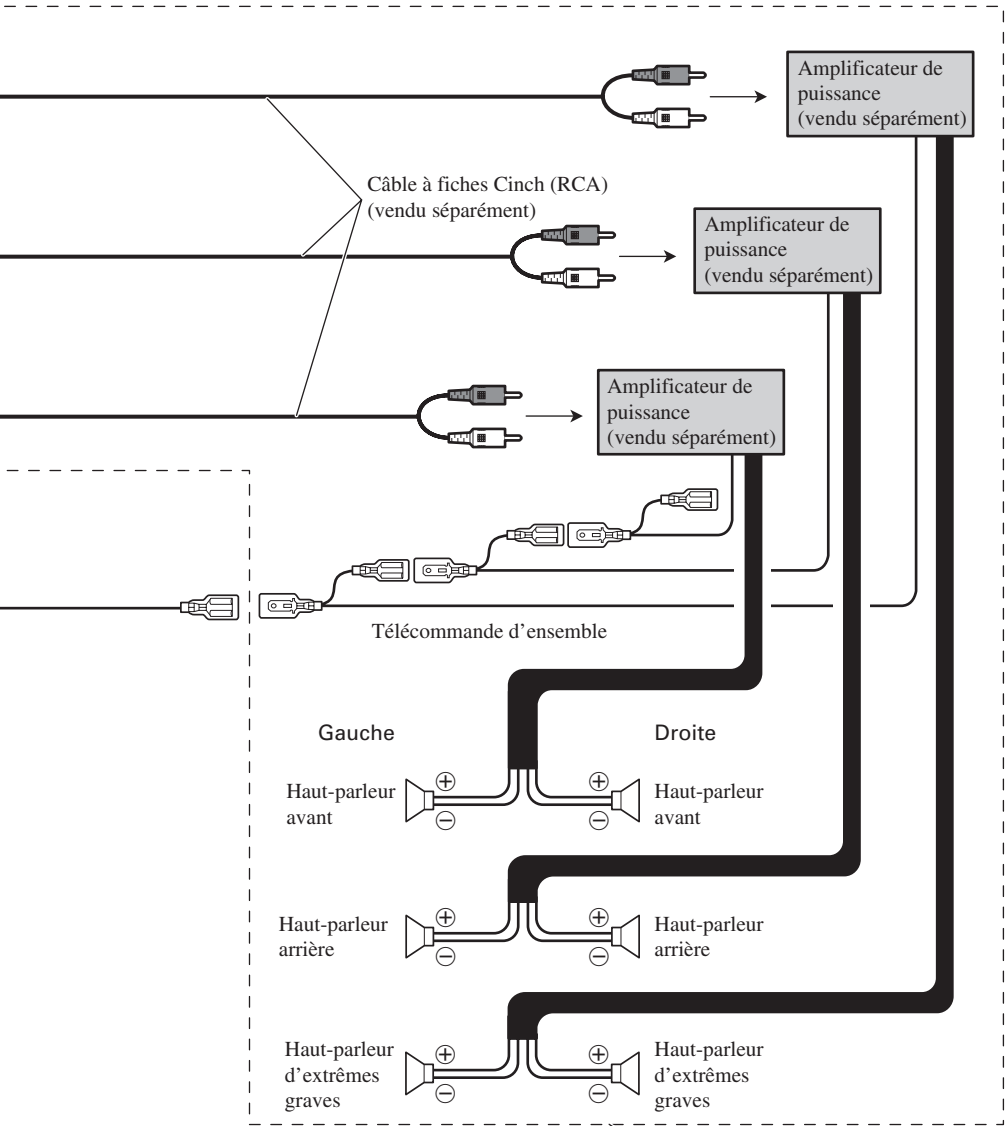 Amplificateur de
puissance
(vendu séparément)
Câble à fiches Cinch (RCA)
(vendu séparément)
Amplificateur de
puissance
(vendu séparément)
Amplificateur de
puissance
(vendu séparément)
Télécommande d’ensemble
Gauche
Droite
Haut-parleur
avant
Haut-parleur
avant
Haut-parleur
arrière
Haut-parleur
arrière
Haut-parleur
d’extrêmes
graves
Haut-parleur
d’extrêmes
graves